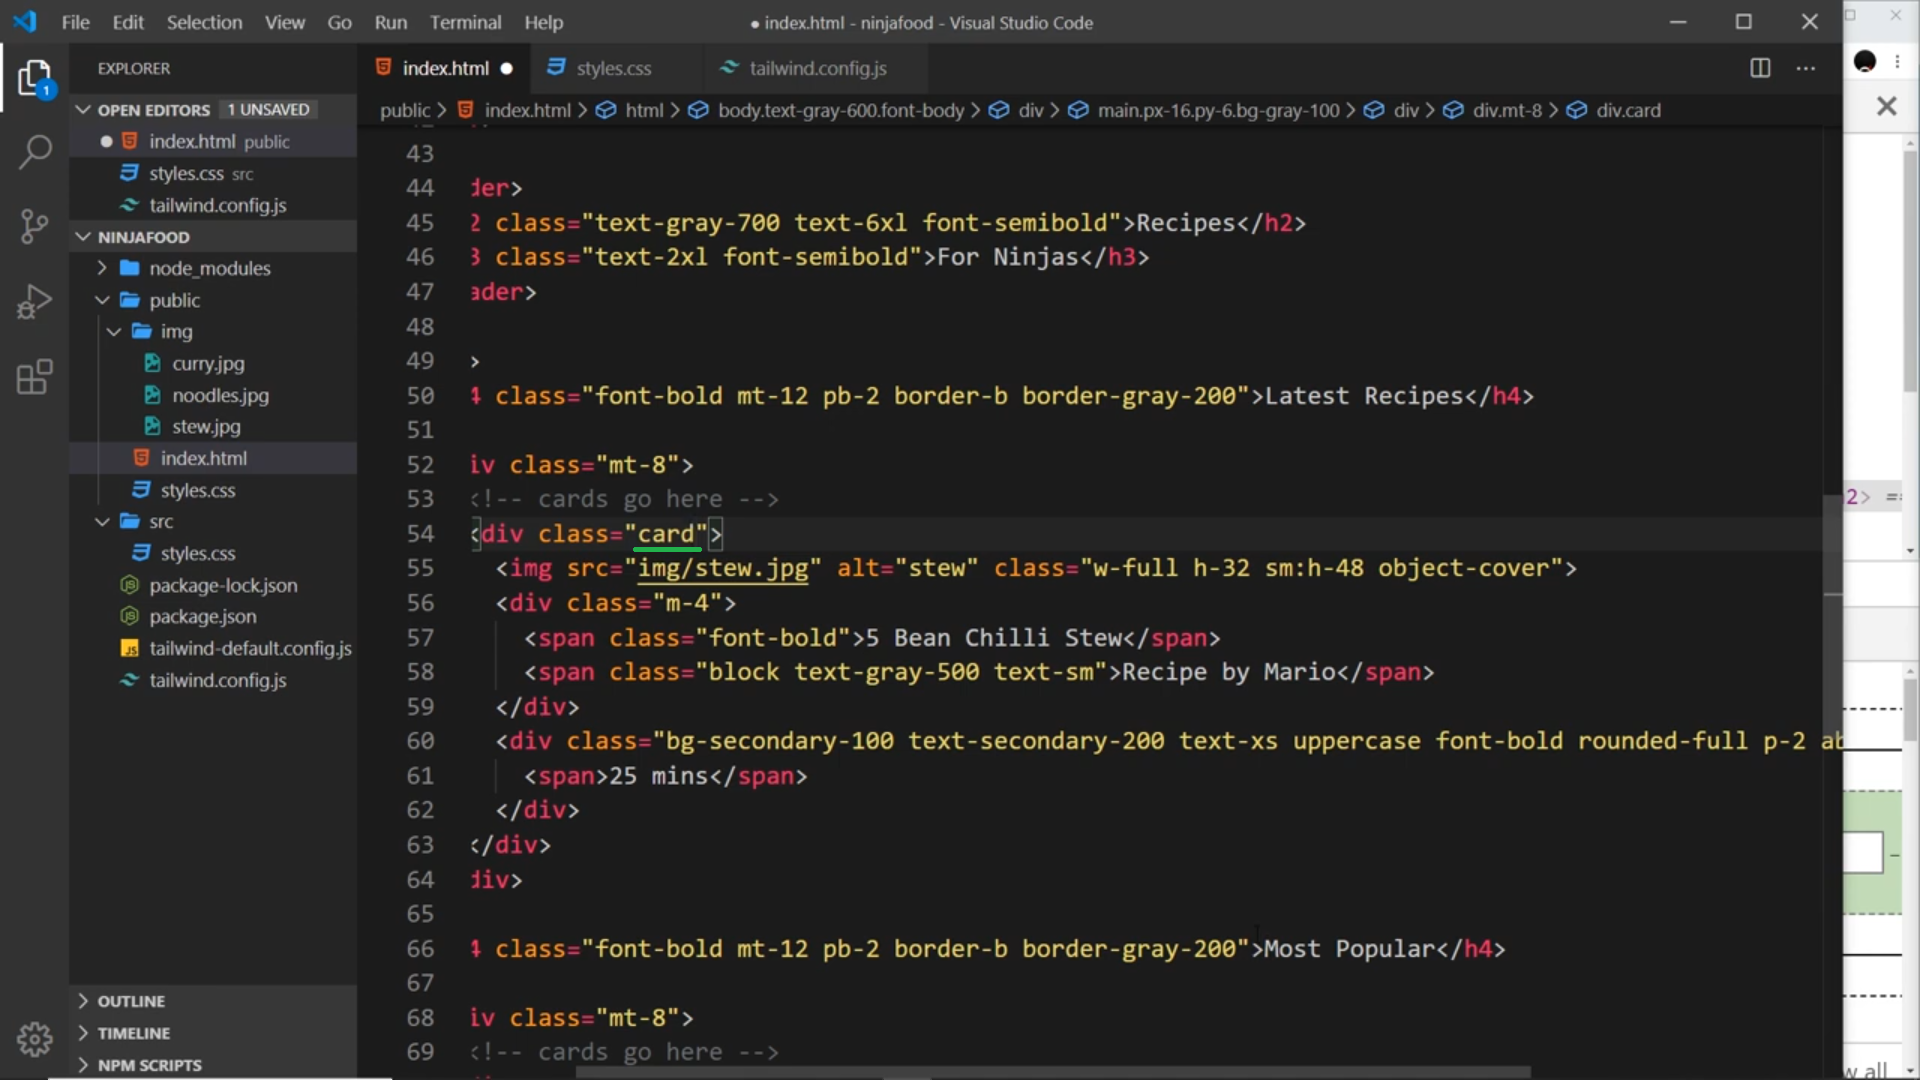 File Edit Selection View Go Run Terminal Help
● index.html - ninjafood - Visual Studio Code
EXPLORER
index.html ● styles.css tailwind.config.js
OPEN EDITORS 1 UNSAVED
public > index.html > html > body.text-gray-600.font-body > div > main.px-16.py-6.bg-gray-100 > div > div.mt-8 > div.card
index.html public
styles.css src
tailwind.config.js
NINJAFOOD
node_modules
public
img
curry.jpg
noodles.jpg
stew.jpg
index.html
styles.css
src
styles.css
package-lock.json
package.json
tailwind-default.config.js
tailwind.config.js
OUTLINE
TIMELINE
NPM SCRIPTS
1
43
44 der>
45 2 class="text-gray-700 text-6xl font-semibold">Recipes</h2>
46 3 class="text-2xl font-semibold">For Ninjas</h3>
47 ader>
48
49 >
50 4 class="font-bold mt-12 pb-2 border-b border-gray-200">Latest Recipes</h4>
51
52 iv class="mt-8">
53 <!-- cards go here -->
54 <div class="card">
55 <img src="img/stew.jpg" alt="stew" class="w-full h-32 sm:h-48 object-cover">
56 <div class="m-4">
57 <span class="font-bold">5 Bean Chilli Stew</span>
58 <span class="block text-gray-500 text-sm">Recipe by Mario</span>
59 </div>
60 <div class="bg-secondary-100 text-secondary-200 text-xs uppercase font-bold rounded-full p-2 ab
61 <span>25 mins</span>
62 </div>
63 </div>
64 div>
65
66 4 class="font-bold mt-12 pb-2 border-b border-gray-200">Most Popular</h4>
67
68 iv class="mt-8">
69 <!-- cards go here -->
2> ==
w all